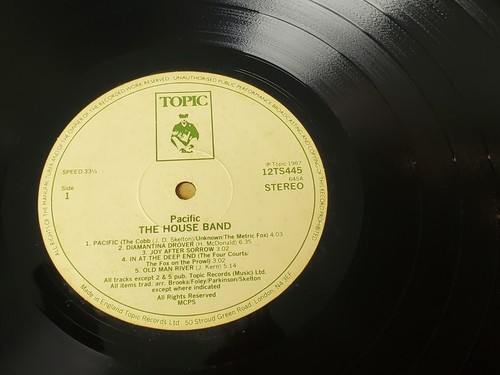 ALL RIGHTS OF THE MANUFACTURER AND OF THE OWNER OF THE RECORDED WORK RESERVED · UNAUTHORISED PUBLIC PERFORMANCE BROADCASTING AND COPYING OF THIS RECORD PROHIBITED
TOPIC
SPEED 33⅓
Side
1
℗ Topic 1987
12TS445
645A
STEREO
Pacific
THE HOUSE BAND
1. PACIFIC (The Cobb (J. D. Skelton)/Unknown/The Metric Fox) 4.03
2. DIAMANTINA DROVER (H. McDonald) 6.35
3. JOY AFTER SORROW 3.02
4. IN AT THE DEEP END (The Four Courts/
The Fox on the Prowl) 3.02
5. OLD MAN RIVER (J. Kern) 5.14
All tracks except 2 & 5 pub. Topic Records (Music) Ltd.
All items trad. arr. Brooks/Foley/Parkinson/Skelton
except where indicated
All Rights Reserved
MCPS
Made in England Topic Records Ltd · 50 Stroud Green Road, London, N4 3EF